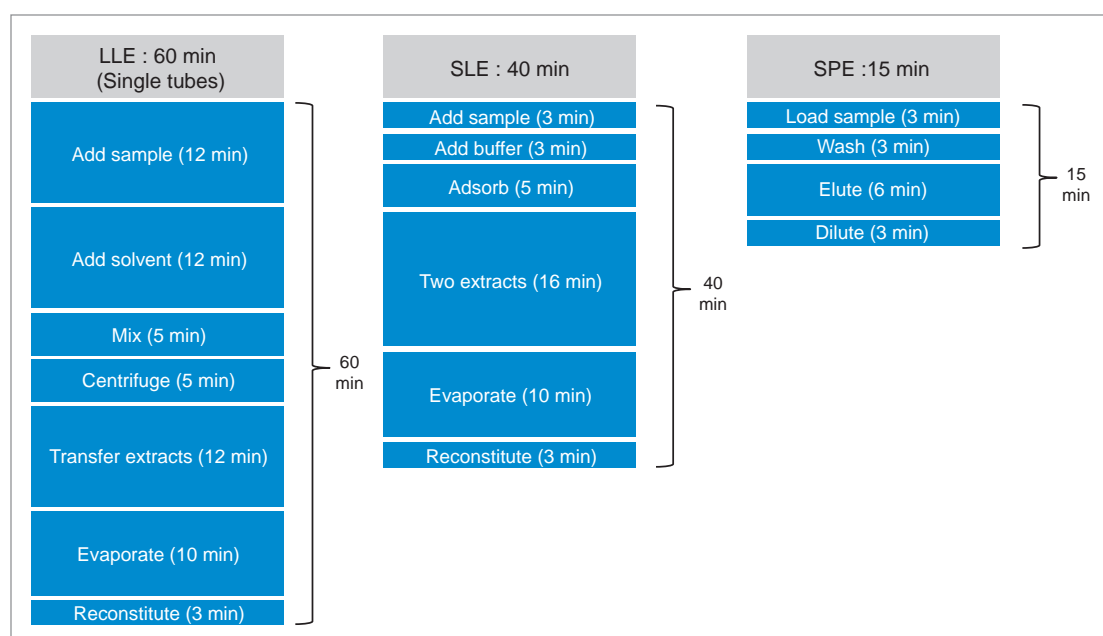 LLE : 60 min
(Single tubes)
Add sample (12 min)
Add solvent (12 min)
Mix (5 min)
Centrifuge (5 min)
Transfer extracts (12 min)
Evaporate (10 min)
Reconstitute (3 min)
60
min
SLE : 40 min
Add sample (3 min)
Add buffer (3 min)
Adsorb (5 min)
Two extracts (16 min)
Evaporate (10 min)
Reconstitute (3 min)
40
min
SPE :15 min
Load sample (3 min)
Wash (3 min)
Elute (6 min)
Dilute (3 min)
15
min